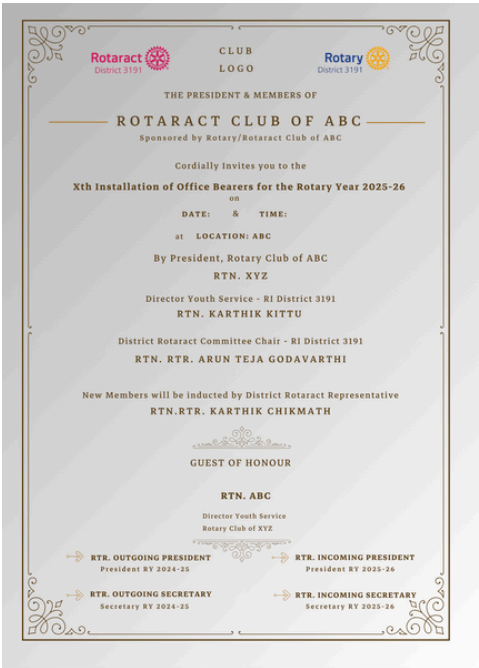 Rotaract
District 3191
CLUB
LOGO
Rotary
District 3191
THE PRESIDENT & MEMBERS OF
ROTARACT CLUB OF ABC
Sponsored by Rotary/Rotaract Club of ABC
Cordially Invites you to the
Xth Installation of Office Bearers for the Rotary Year 2025-26
on
DATE: & TIME:
at LOCATION: ABC
By President, Rotary Club of ABC
RTN. XYZ
Director Youth Service - RI District 3191
RTN. KARTHIK KITTU
District Rotaract Committee Chair - RI District 3191
RTN. RTR. ARUN TEJA GODAVARTHI
New Members will be inducted by District Rotaract Representative
RTN.RTR. KARTHIK CHIKMATH
GUEST OF HONOUR
RTN. ABC
Director Youth Service
Rotary Club of XYZ
RTR. OUTGOING PRESIDENT
President RY 2024-25
RTR. INCOMING PRESIDENT
President RY 2025-26
RTR. OUTGOING SECRETARY
Secretary RY 2024-25
RTR. INCOMING SECRETARY
Secretary RY 2025-26